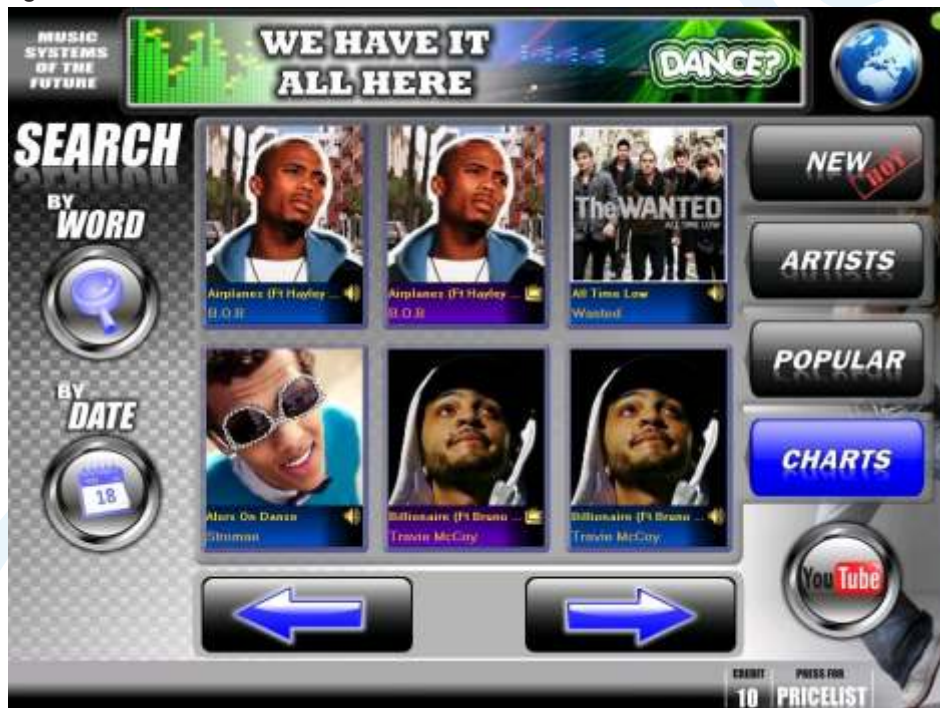 MUSIC
SYSTEMS
OF THE
FUTURE
WE HAVE IT
ALL HERE
DANCE?
SEARCH
BY
WORD
BY
DATE
18
Airplanes (Ft Hayley ...
B.O.B
Airplanes (Ft Hayley ...
B.O.B
The WANTED
ALL TIME LOW
All Time Low
Wanted
Alors On Danse
Stromae
Billionaire (Ft Bruno ...
Travie McCoy
Billionaire (Ft Bruno ...
Travie McCoy
NEW
HOT
ARTISTS
POPULAR
CHARTS
YouTube
CREDIT
10
PRESS FOR
PRICELIST